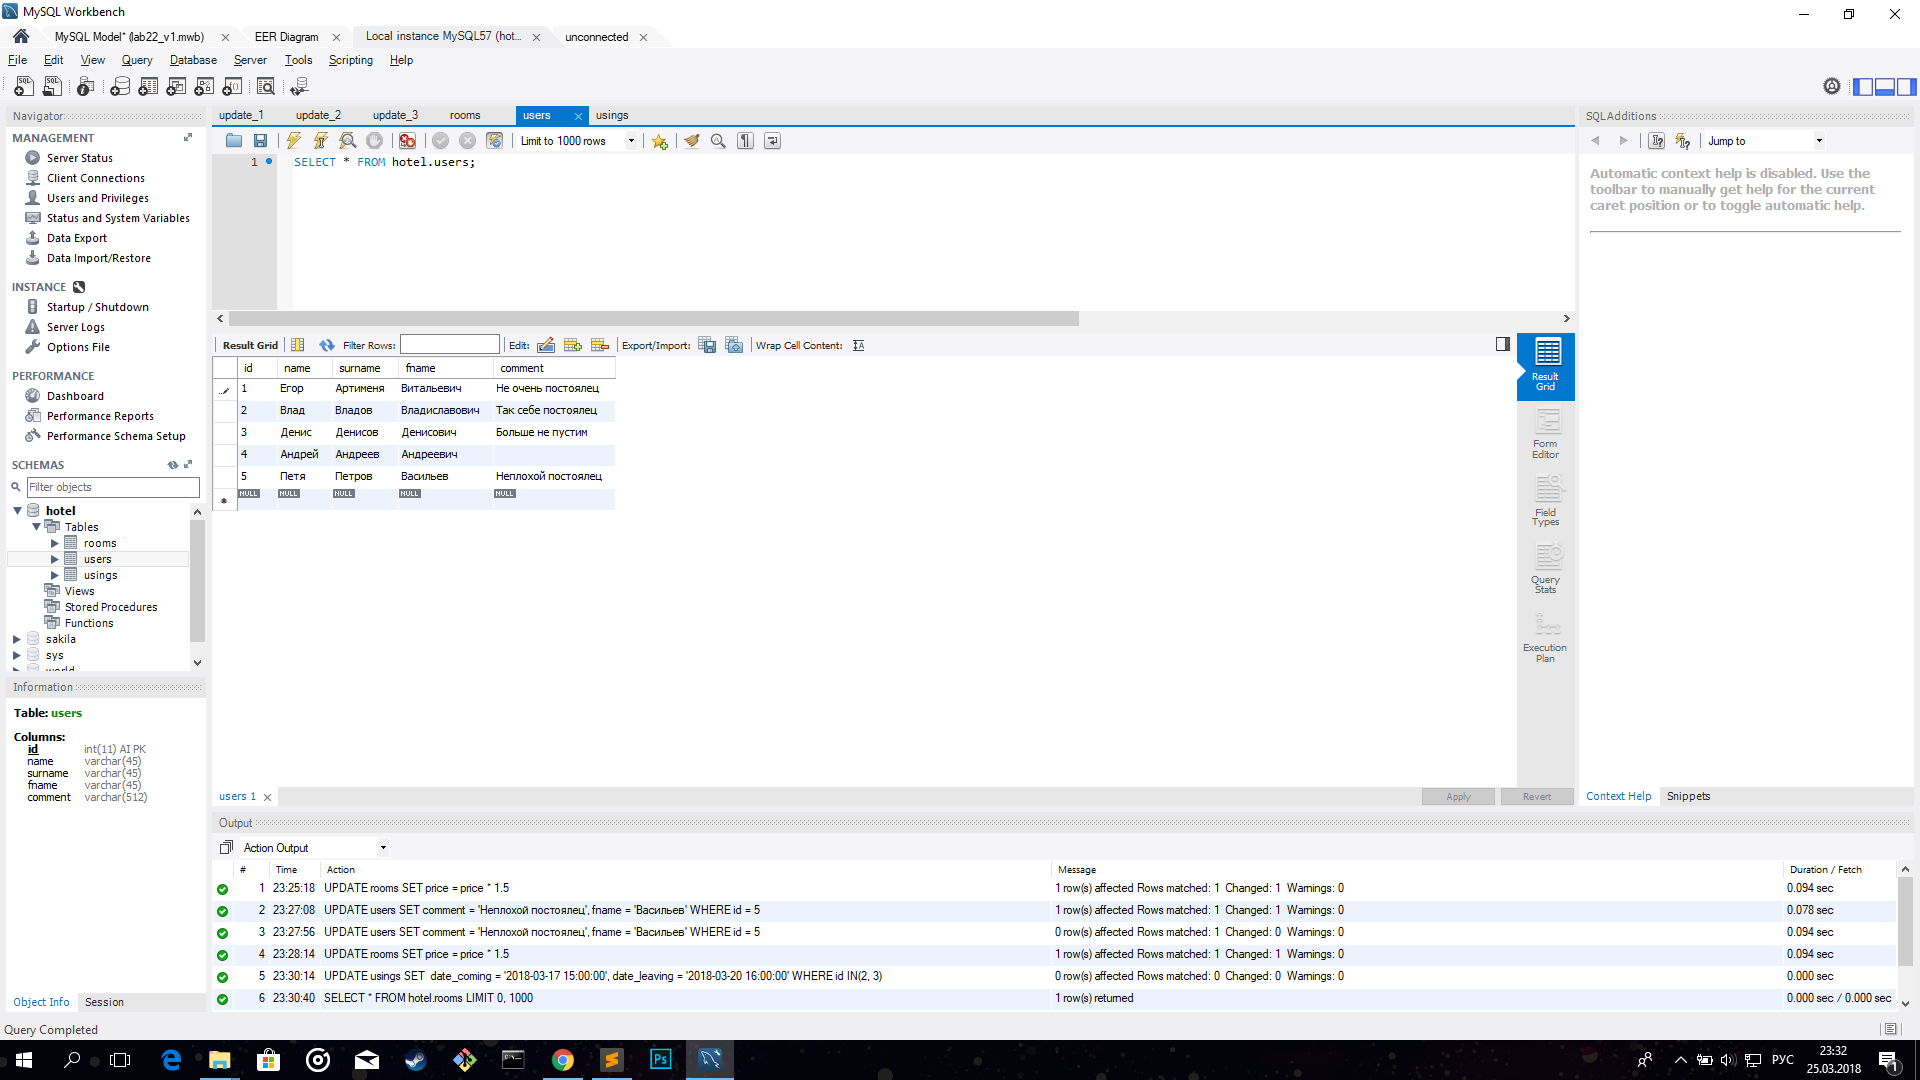 MySQL Workbench
MySQL Model* (lab22_v1.mwb)
EER Diagram
Local instance MySQL57 (hot...
unconnected
File Edit View Query Database Server Tools Scripting Help
Navigator
MANAGEMENT
Server Status
Client Connections
Users and Privileges
Status and System Variables
Data Export
Data Import/Restore
INSTANCE
Startup / Shutdown
Server Logs
Options File
PERFORMANCE
Dashboard
Performance Reports
Performance Schema Setup
SCHEMAS
Filter objects
hotel
Tables
rooms
users
usings
Views
Stored Procedures
Functions
sakila
sys
world
Information
Table: users
Columns:
id int(11) AI PK
name varchar(45)
surname varchar(45)
fname varchar(45)
comment varchar(512)
Object Info Session
Query Completed
update_1 update_2 update_3 rooms users usings
Limit to 1000 rows
1 SELECT * FROM hotel.users;
Result Grid Filter Rows: Edit: Export/Import: Wrap Cell Content:
id name surname fname comment
1 Егор Артименя Витальевич Не очень постоялец
2 Влад Владов Владиславович Так себе постоялец
3 Денис Денисов Денисович Больше не пустим
4 Андрей Андреев Андреевич
5 Петя Петров Васильев Неплохой постоялец
NULL NULL NULL NULL NULL
Result Grid
Form Editor
Field Types
Query Stats
Execution Plan
users 1
Apply Revert
SQLAdditions
Jump to
Automatic context help is disabled. Use the
toolbar to manually get help for the current
caret position or to toggle automatic help.
Context Help Snippets
Output
Action Output
# Time Action Message Duration / Fetch
1 23:25:18 UPDATE rooms SET price = price * 1.5 1 row(s) affected Rows matched: 1 Changed: 1 Warnings: 0 0.094 sec
2 23:27:08 UPDATE users SET comment = 'Неплохой постоялец', fname = 'Васильев' WHERE id = 5 1 row(s) affected Rows matched: 1 Changed: 1 Warnings: 0 0.078 sec
3 23:27:56 UPDATE users SET comment = 'Неплохой постоялец', fname = 'Васильев' WHERE id = 5 0 row(s) affected Rows matched: 1 Changed: 0 Warnings: 0 0.094 sec
4 23:28:14 UPDATE rooms SET price = price * 1.5 1 row(s) affected Rows matched: 1 Changed: 1 Warnings: 0 0.094 sec
5 23:30:14 UPDATE usings SET date_coming = '2018-03-17 15:00:00', date_leaving = '2018-03-20 16:00:00' WHERE id IN(2, 3) 0 row(s) affected Rows matched: 0 Changed: 0 Warnings: 0 0.000 sec
6 23:30:40 SELECT * FROM hotel.rooms LIMIT 0, 1000 1 row(s) returned 0.000 sec / 0.000 sec
Ps
РУС
23:32
25.03.2018
1